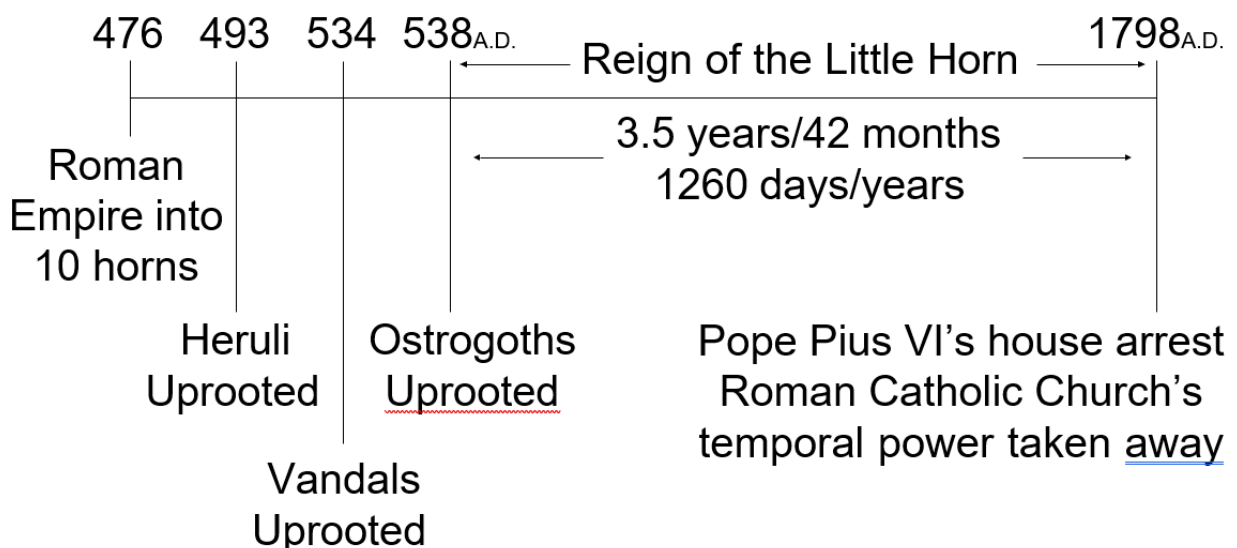 476 493 534 538A.D. 1798A.D.
Reign of the Little Horn
3.5 years/42 months
1260 days/years
Roman
Empire into
10 horns
Heruli
Uprooted
Vandals
Uprooted
Ostrogoths
Uprooted
Pope Pius VI’s house arrest
Roman Catholic Church’s
temporal power taken away